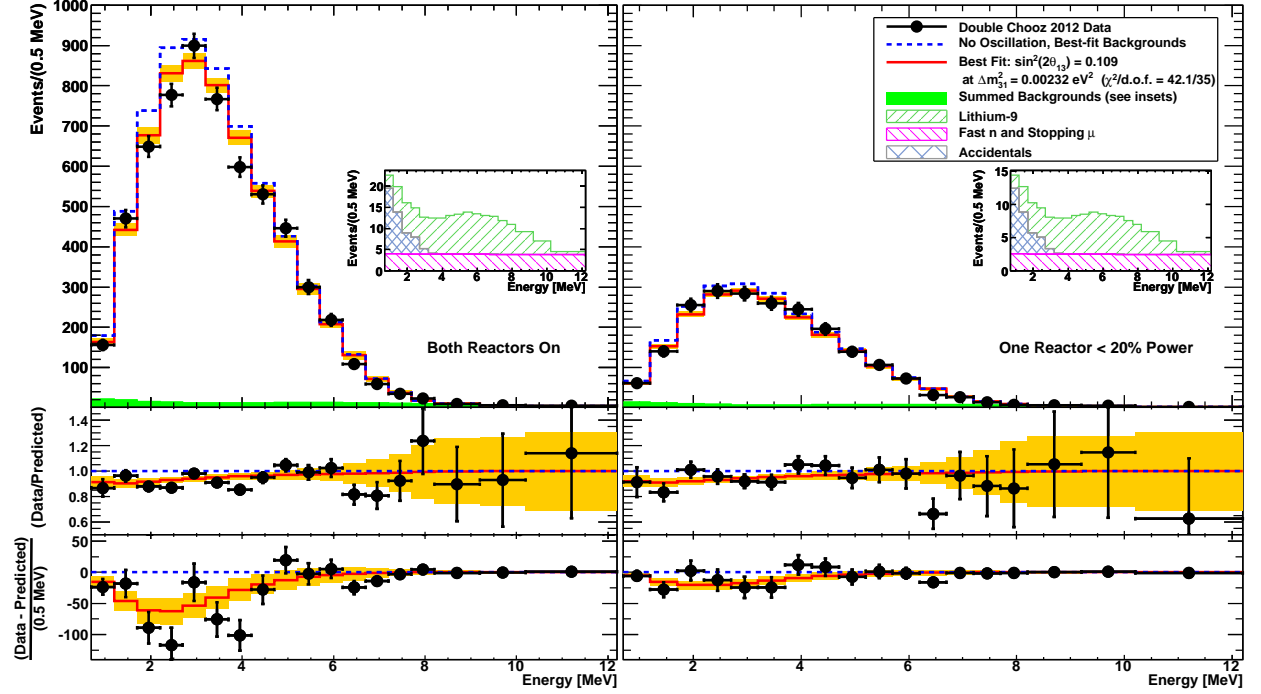 Events/(0.5 MeV)
1000
900
800
700
600
500
400
300
200
100
Double Chooz 2012 Data
No Oscillation, Best-fit Backgrounds
Best Fit: sin²(2θ₁₃) = 0.109
at Δm²₃₁ = 0.00232 eV² (χ²/d.o.f. = 42.1/35)
Summed Backgrounds (see insets)
Lithium-9
Fast n and Stopping μ
Accidentals
Events/(0.5 MeV)
20
15
10
5
0
2 4 6 8 10 12
Energy [MeV]
Both Reactors On
Events/(0.5 MeV)
15
10
5
0
2 4 6 8 10 12
Energy [MeV]
One Reactor < 20% Power
(Data/Predicted)
1.4
1.2
1.0
0.8
0.6
(Data - Predicted)
(0.5 MeV)
50
0
-50
-100
2 4 6 8 10 12
Energy [MeV]
2 4 6 8 10 12
Energy [MeV]